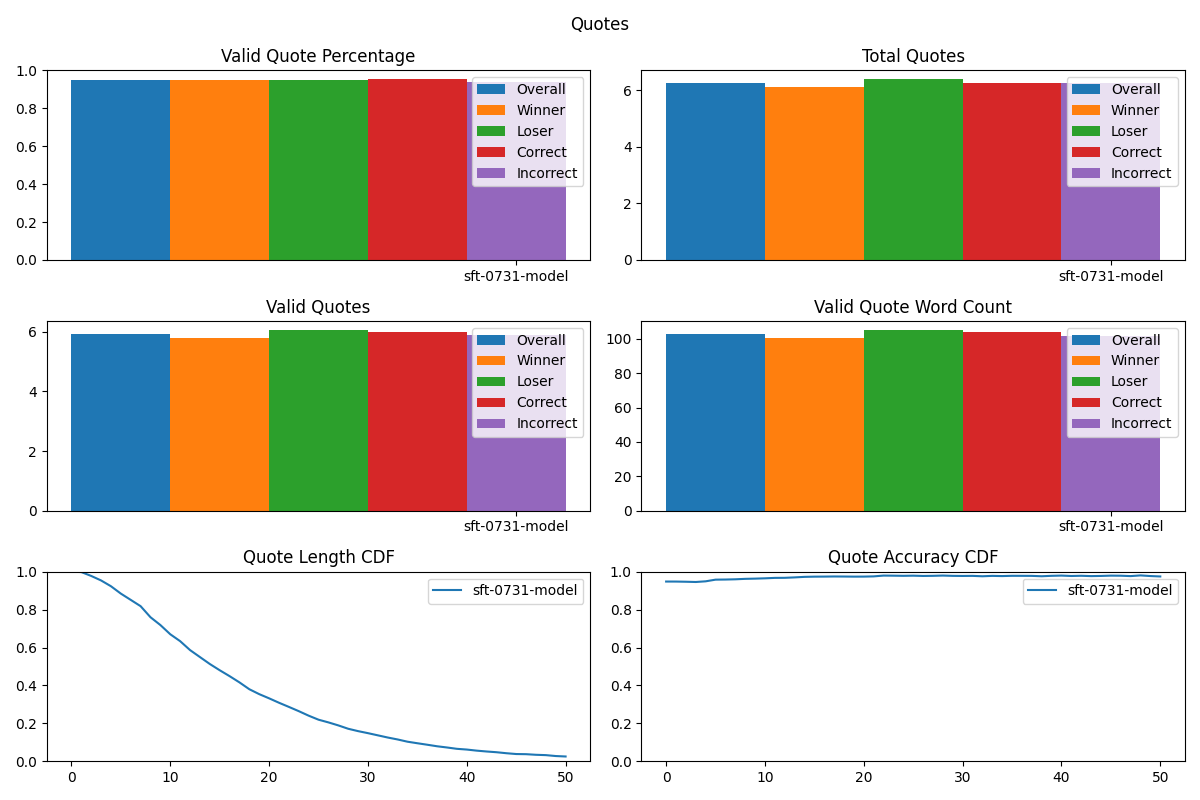 Quotes
Valid Quote Percentage
1.0
0.8
0.6
0.4
0.2
0.0
Overall
Winner
Loser
Correct
Incorrect
sft-0731-model
Total Quotes
6
4
2
0
Overall
Winner
Loser
Correct
Incorrect
sft-0731-model
Valid Quotes
6
4
2
0
Overall
Winner
Loser
Correct
Incorrect
sft-0731-model
Valid Quote Word Count
100
80
60
40
20
0
Overall
Winner
Loser
Correct
Incorrect
sft-0731-model
Quote Length CDF
1.0
0.8
0.6
0.4
0.2
0.0
sft-0731-model
0 10 20 30 40 50
Quote Accuracy CDF
1.0
0.8
0.6
0.4
0.2
0.0
sft-0731-model
0 10 20 30 40 50